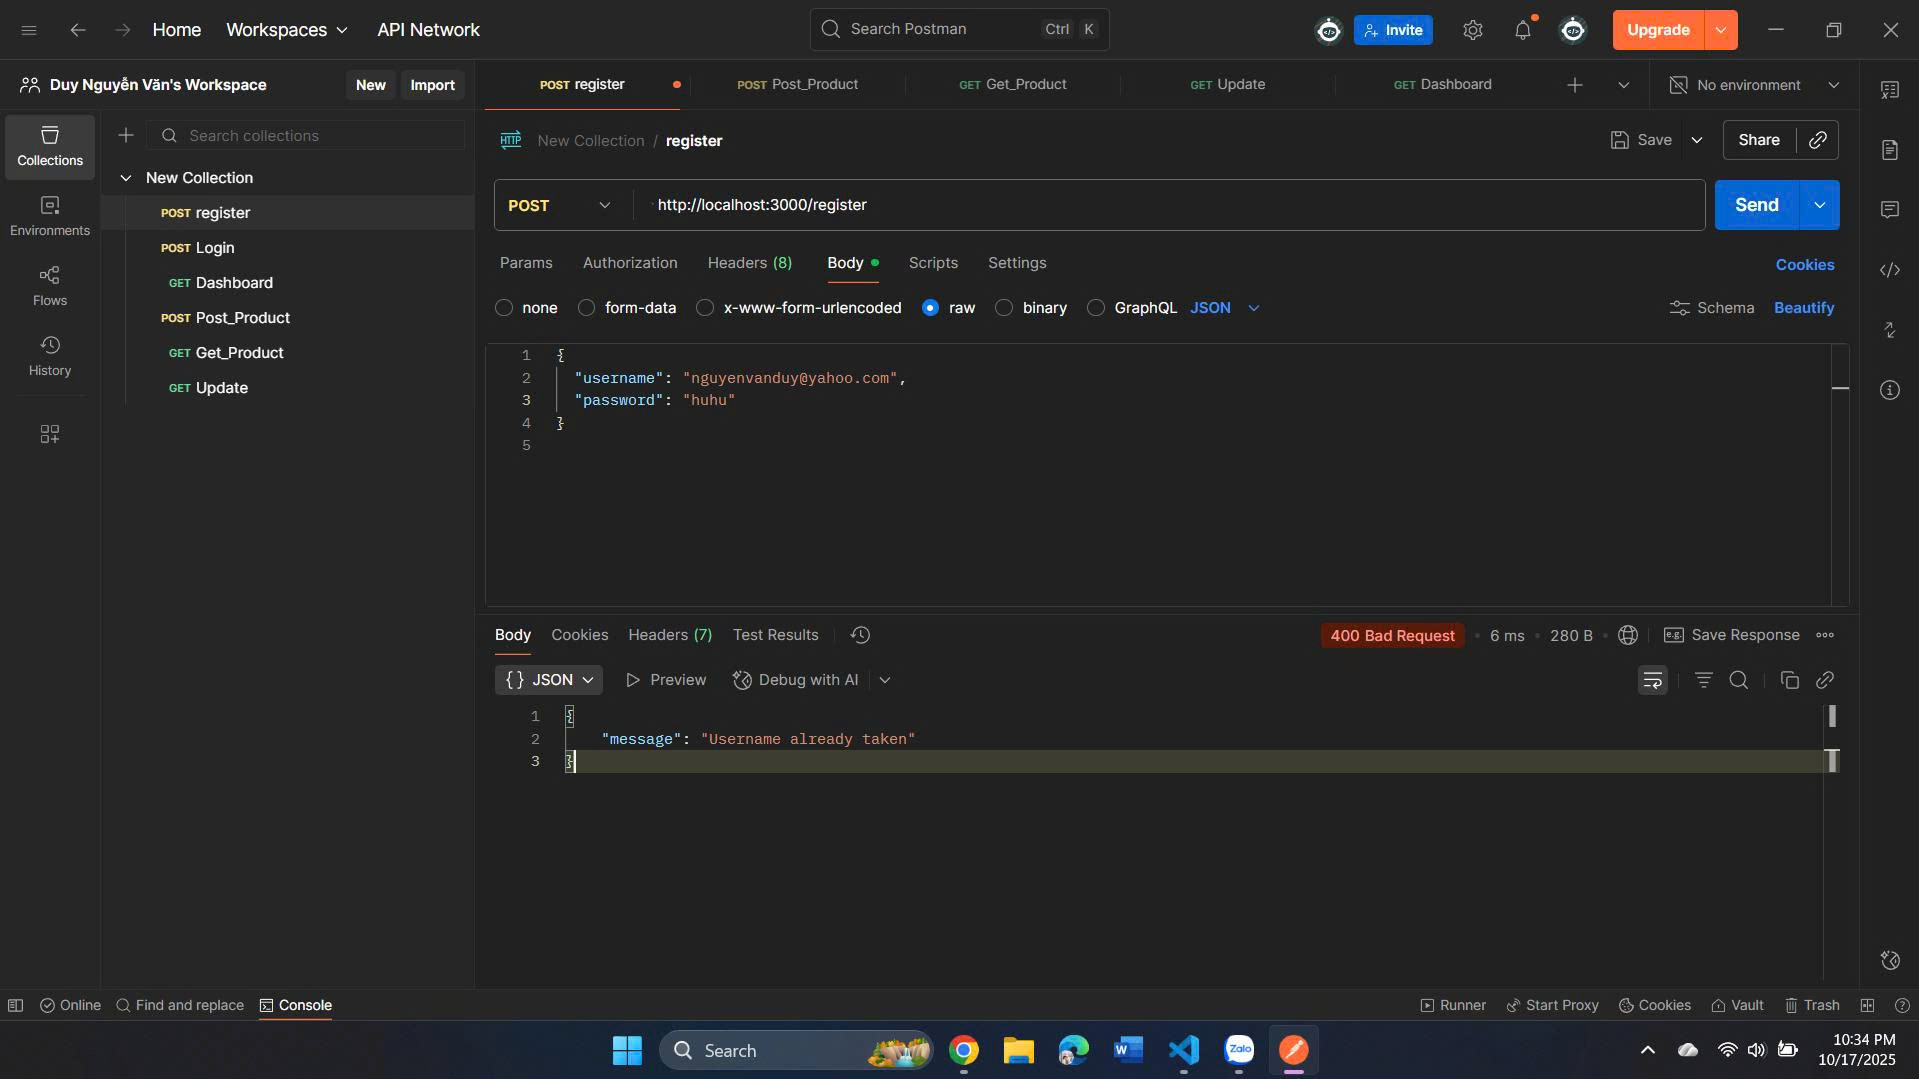 Home
Workspaces
API Network
Search Postman
Ctrl K
Invite
Upgrade
Duy Nguyễn Văn's Workspace
New
Import
POST register
POST Post_Product
GET Get_Product
GET Update
GET Dashboard
No environment
Collections
Environments
Flows
History
Search collections
New Collection
POST register
POST Login
GET Dashboard
POST Post_Product
GET Get_Product
GET Update
HTTP New Collection / register
Save
Share
POST http://localhost:3000/register
Send
Params Authorization Headers (8) Body Scripts Settings
Cookies
none form-data x-www-form-urlencoded raw binary GraphQL JSON
Schema Beautify
1 {
2 "username": "nguyenvanduy@yahoo.com",
3 "password": "huhu"
4 }
5
Body Cookies Headers (7) Test Results
400 Bad Request • 6 ms • 280 B
e.g. Save Response
{} JSON Preview Debug with AI
1 {
2 "message": "Username already taken"
3 }
Online Find and replace Console
Runner Start Proxy Cookies Vault Trash
Search
W
Zalo
10:34 PM
10/17/2025